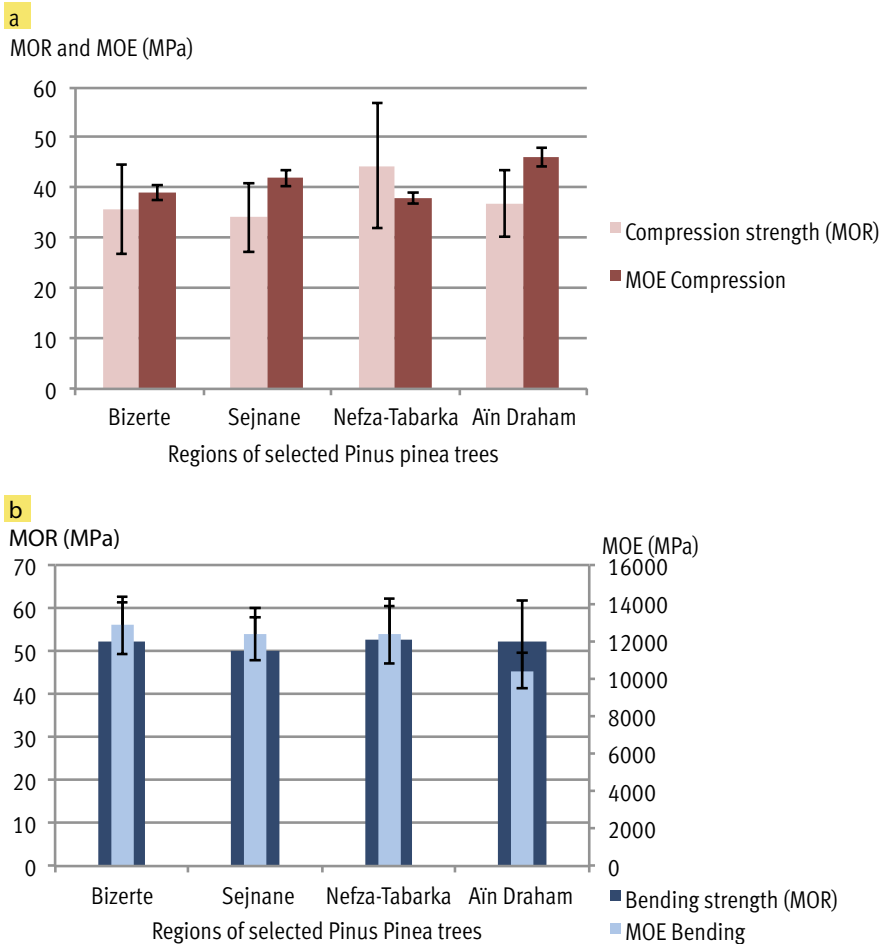 a
MOR and MOE (MPa)
60
50
40
30
20
10
0
Bizerte Sejnane Nefza-Tabarka Aïn Draham
Regions of selected Pinus pinea trees
Compression strength (MOR)
MOE Compression
b
MOR (MPa)
MOE (MPa)
70
60
50
40
30
20
10
0
16000
14000
12000
10000
8000
6000
4000
2000
0
Bizerte Sejnane Nefza-Tabarka Aïn Draham
Regions of selected Pinus Pinea trees
Bending strength (MOR)
MOE Bending